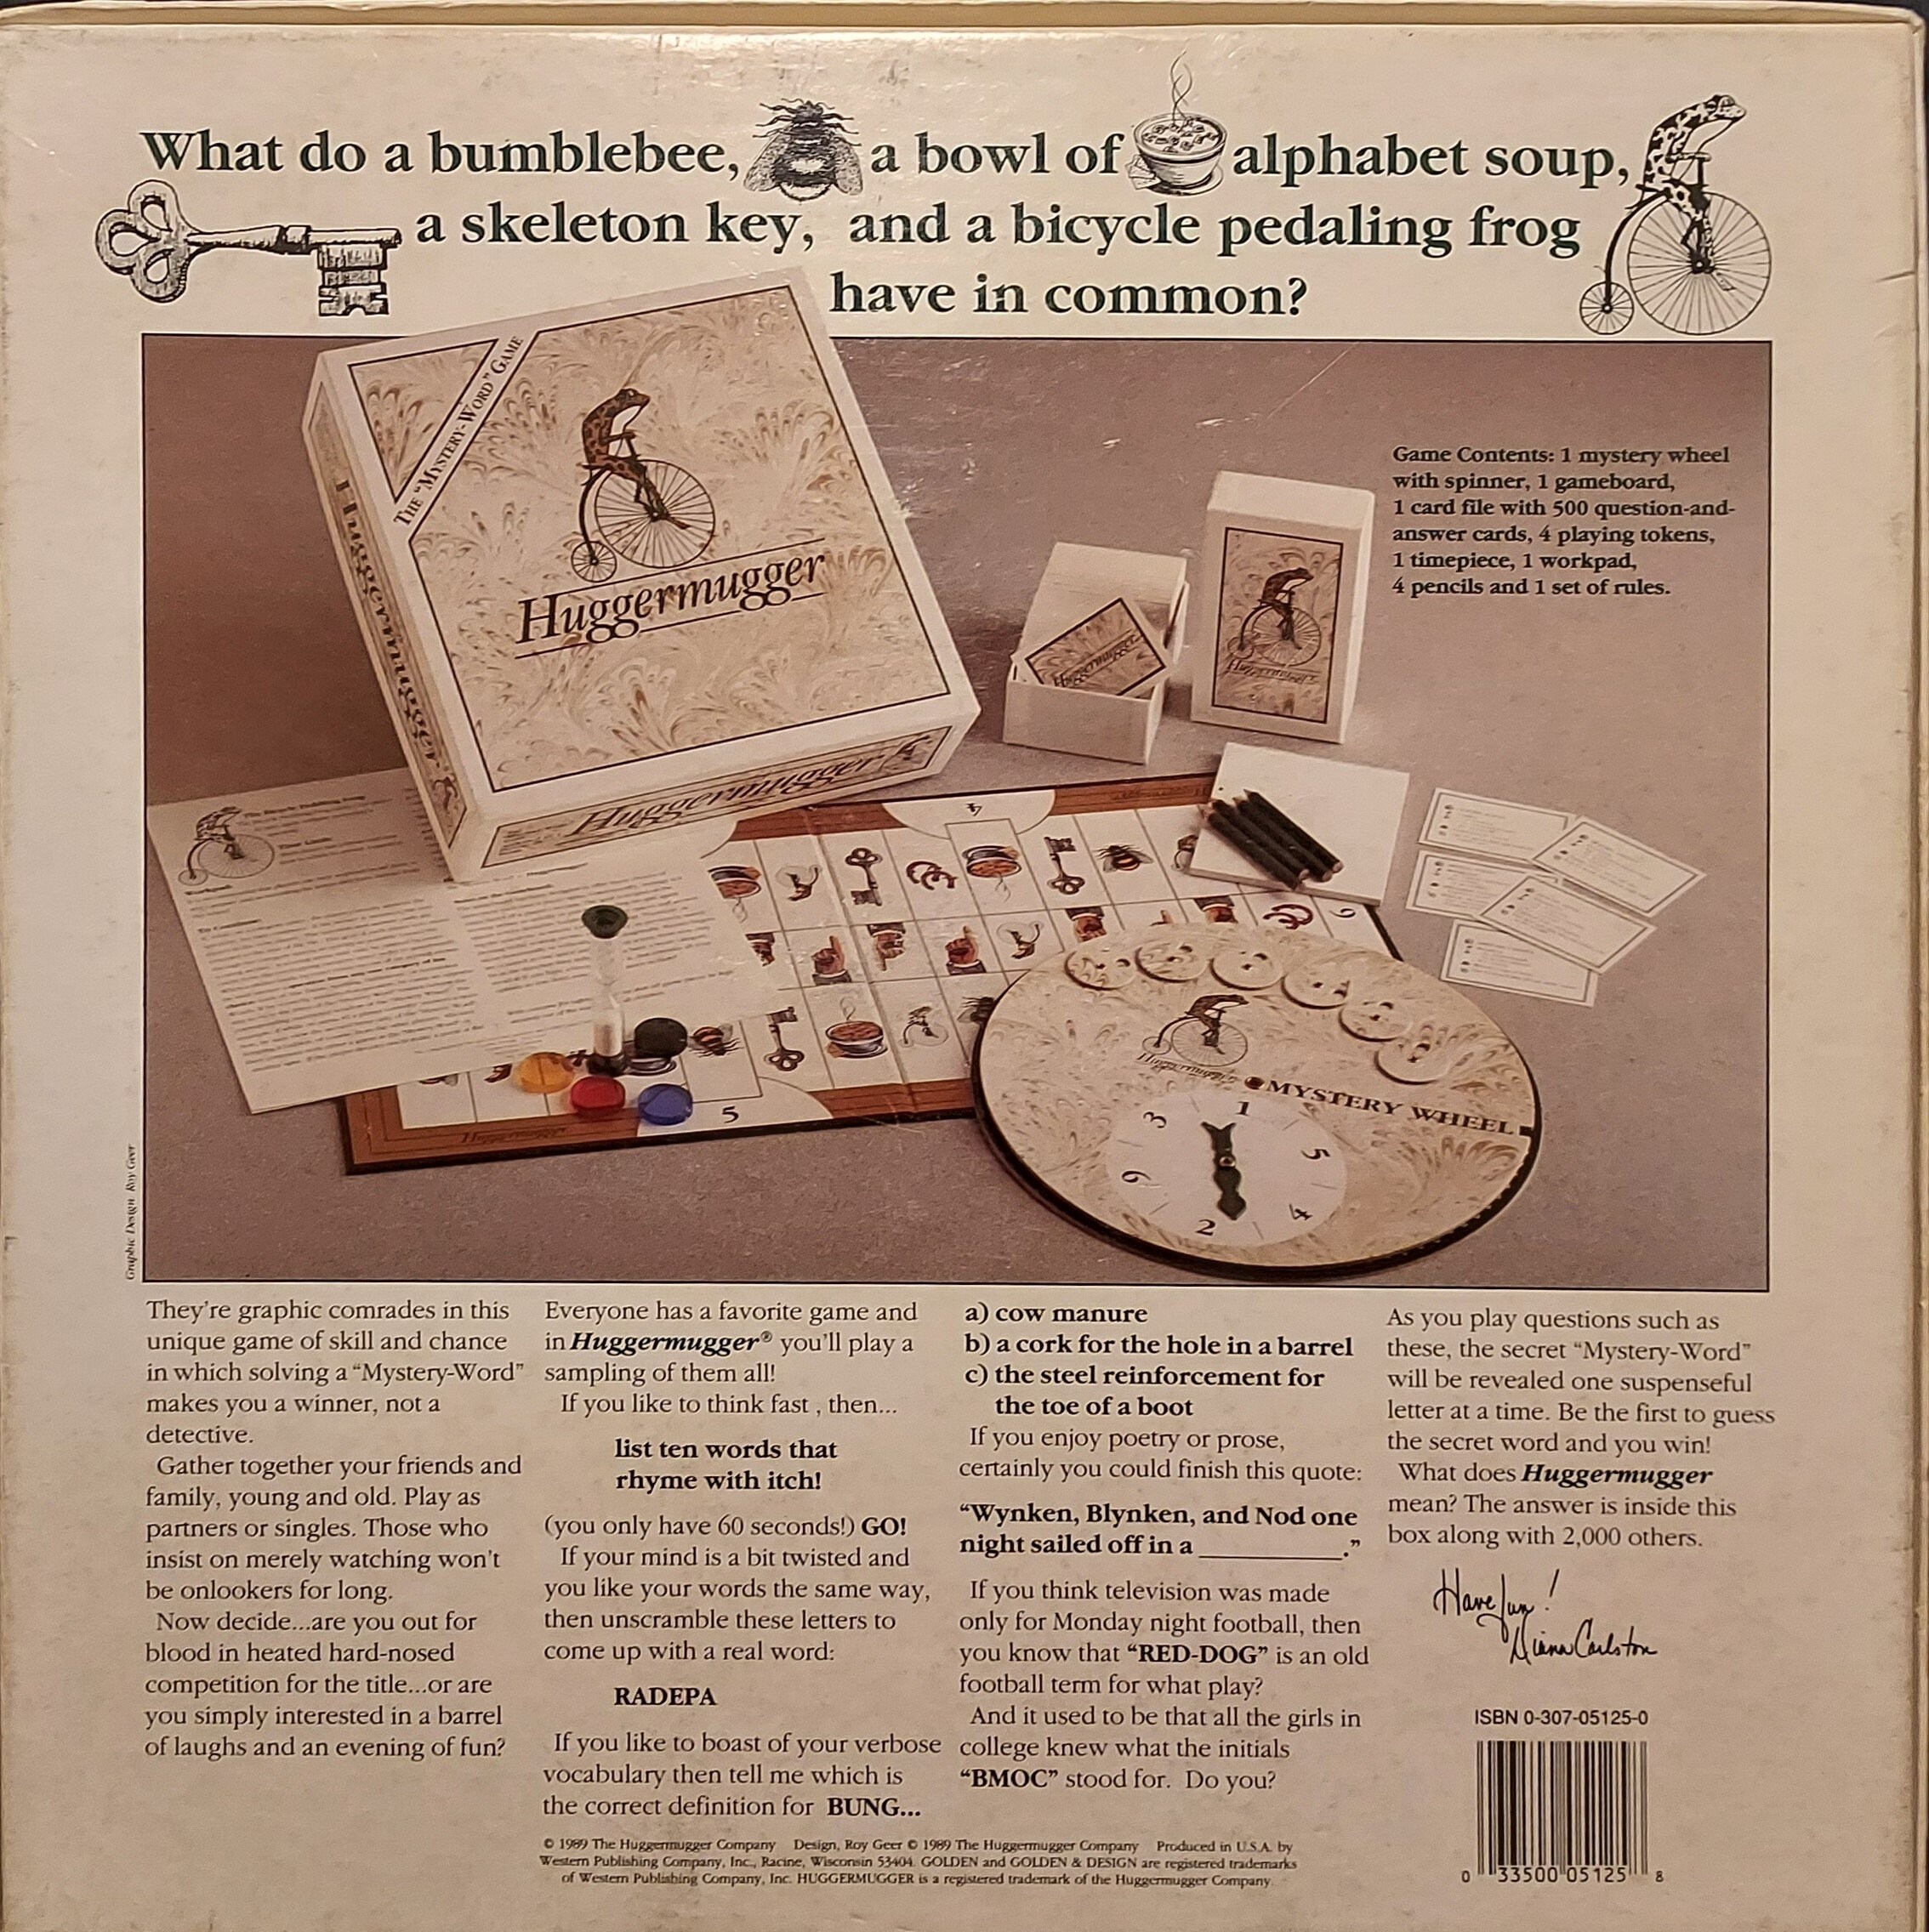 What do a bumblebee, a bowl of alphabet soup,
a skeleton key, and a bicycle pedaling frog
have in common?
THE "MYSTERY-WORD" GAME
Huggermugger
Huggermugger
Huggermugger
Game Contents: 1 mystery wheel
with spinner, 1 gameboard,
1 card file with 500 question-and-
answer cards, 4 playing tokens,
1 timepiece, 1 workpad,
4 pencils and 1 set of rules.
Huggermugger
Huggermugger
4
6
5
Huggermugger
Huggermugger
MYSTERY WHEEL
1
5
4
2
6
3
Graphic Design Roy Geer
They're graphic comrades in this
unique game of skill and chance
in which solving a "Mystery-Word"
makes you a winner, not a
detective.
Gather together your friends and
family, young and old. Play as
partners or singles. Those who
insist on merely watching won't
be onlookers for long.
Now decide...are you out for
blood in heated hard-nosed
competition for the title...or are
you simply interested in a barrel
of laughs and an evening of fun?
Everyone has a favorite game and
in Huggermugger® you'll play a
sampling of them all!
If you like to think fast , then...
list ten words that
rhyme with itch!
(you only have 60 seconds!) GO!
If your mind is a bit twisted and
you like your words the same way,
then unscramble these letters to
come up with a real word:
RADEPA
If you like to boast of your verbose
vocabulary then tell me which is
the correct definition for BUNG...
a) cow manure
b) a cork for the hole in a barrel
c) the steel reinforcement for
the toe of a boot
If you enjoy poetry or prose,
certainly you could finish this quote:
"Wynken, Blynken, and Nod one
night sailed off in a __________."
If you think television was made
only for Monday night football, then
you know that "RED-DOG" is an old
football term for what play?
And it used to be that all the girls in
college knew what the initials
"BMOC" stood for. Do you?
As you play questions such as
these, the secret "Mystery-Word"
will be revealed one suspenseful
letter at a time. Be the first to guess
the secret word and you win!
What does Huggermugger
mean? The answer is inside this
box along with 2,000 others.
Have fun!
Diana Carlston
ISBN 0-307-05125-0
0 33500 05125 8
© 1989 The Huggermugger Company Design, Roy Geer © 1989 The Huggermugger Company Produced in U.S.A. by
Western Publishing Company, Inc., Racine, Wisconsin 53404. GOLDEN and GOLDEN & DESIGN are registered trademarks
of Western Publishing Company, Inc. HUGGERMUGGER is a registered trademark of the Huggermugger Company.